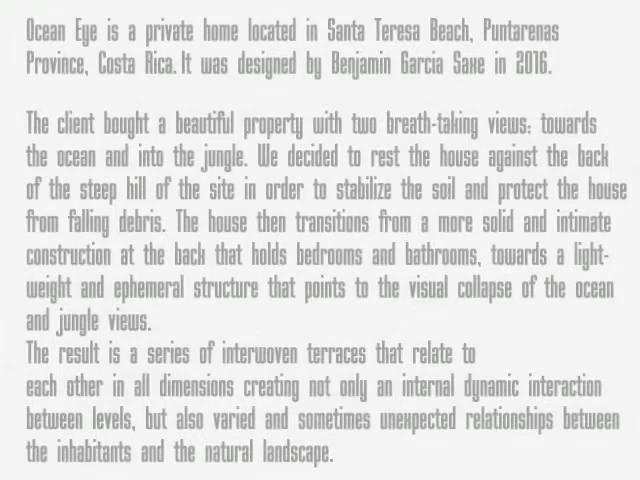 Ocean Eye is a private home located in Santa Teresa Beach, Puntarenas
Province, Costa Rica. It was designed by Benjamin Garcia Saxe in 2016.
The client bought a beautiful property with two breath-taking views: towards
the ocean and into the jungle. We decided to rest the house against the back
of the steep hill of the site in order to stabilize the soil and protect the house
from falling debris. The house then transitions from a more solid and intimate
construction at the back that holds bedrooms and bathrooms, towards a light-
weight and ephemeral structure that points to the visual collapse of the ocean
and jungle views.
The result is a series of interwoven terraces that relate to
each other in all dimensions creating not only an internal dynamic interaction
between levels, but also varied and sometimes unexpected relationships between
the inhabitants and the natural landscape.